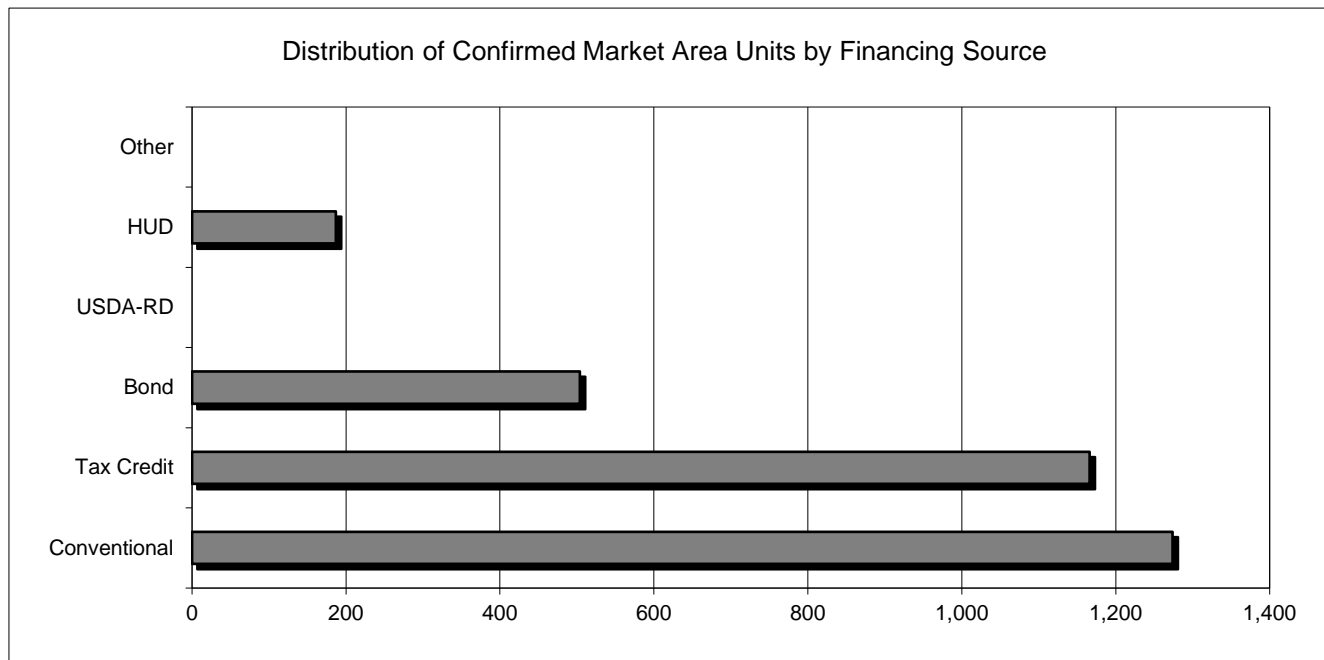 Distribution of Confirmed Market Area Units by Financing Source
Other
HUD
USDA-RD
Bond
Tax Credit
Conventional
0 200 400 600 800 1,000 1,200 1,400